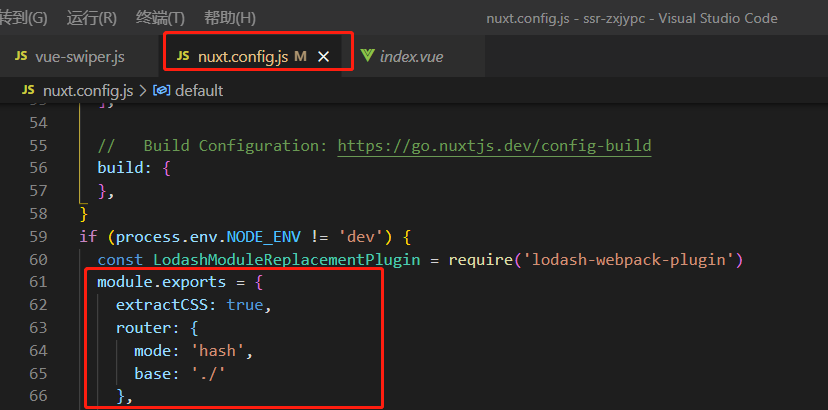 转到(G) 运行(R) 终端(T) 帮助(H) nuxt.config.js - ssr-zxjypc - Visual Studio Code
JS vue-swiper.js JS nuxt.config.js M × index.vue
JS nuxt.config.js > default
54
55 // Build Configuration: https://go.nuxtjs.dev/config-build
56 build: {
57 },
58 }
59 if (process.env.NODE_ENV != 'dev') {
60 const LodashModuleReplacementPlugin = require('lodash-webpack-plugin')
61 module.exports = {
62 extractCSS: true,
63 router: {
64 mode: 'hash',
65 base: './'
66 },